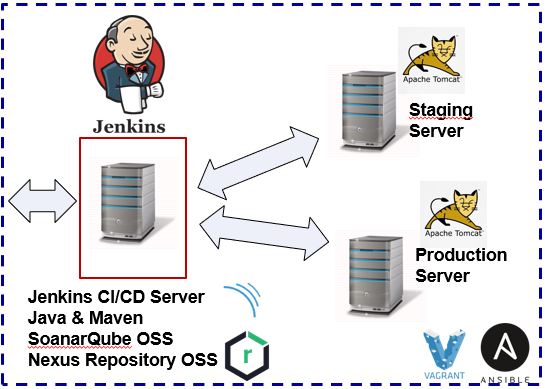 Jenkins
Apache Tomcat
Staging
Server
Apache Tomcat
Production
Server
Jenkins CI/CD Server
Java & Maven
SoanarQube OSS
Nexus Repository OSS
r
VAGRANT
ANSIBLE